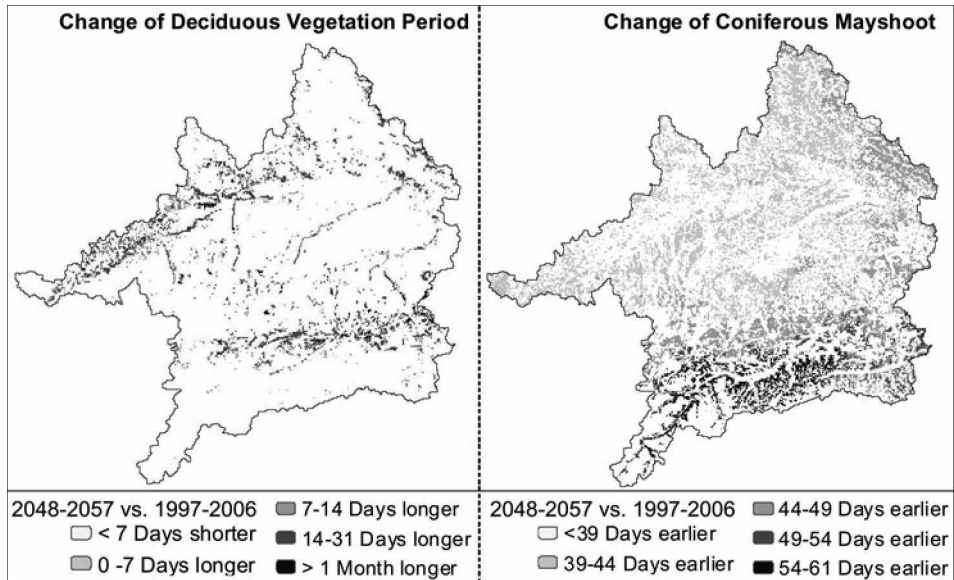 Change of Deciduous Vegetation Period
Change of Coniferous Mayshoot
2048-2057 vs. 1997-2006
< 7 Days shorter
0 -7 Days longer
7-14 Days longer
14-31 Days longer
> 1 Month longer
2048-2057 vs. 1997-2006
<39 Days earlier
39-44 Days earlier
44-49 Days earlier
49-54 Days earlier
54-61 Days earlier